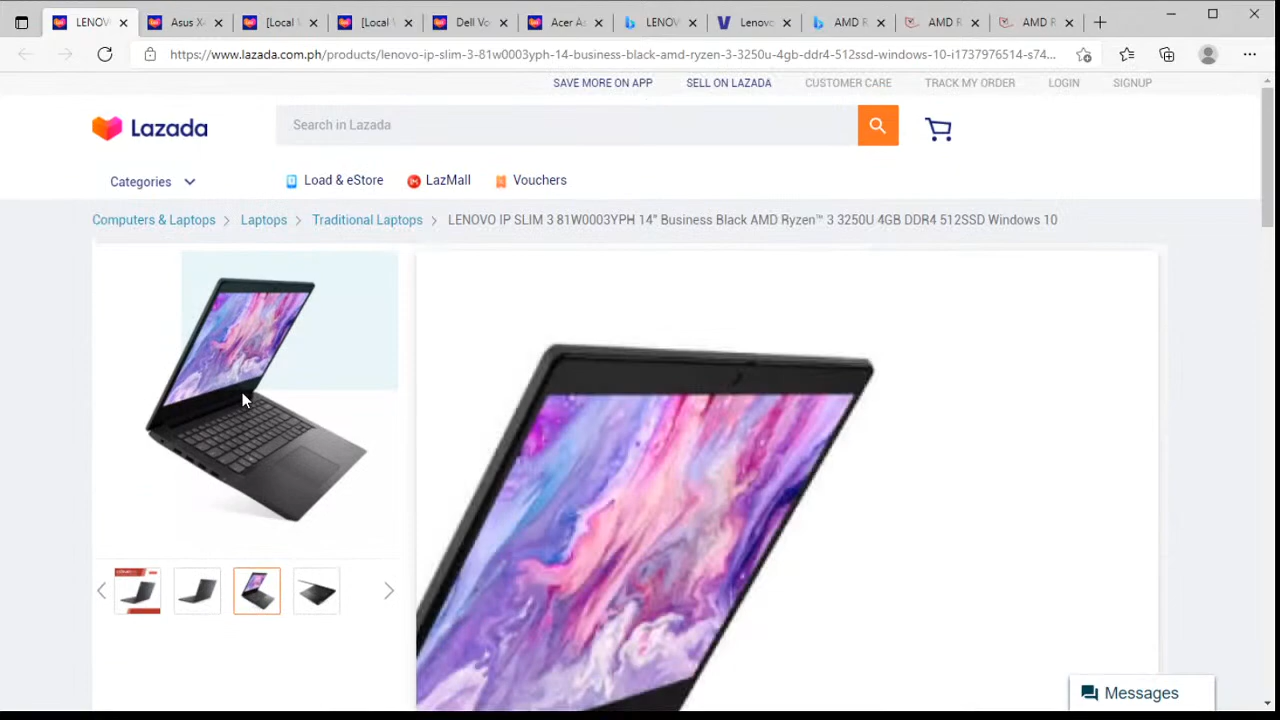 LENOV
Asus X
[Local
[Local
Dell Vo
Acer As
LENOV
Lenovo
AMD R
AMD R
AMD R
https://www.lazada.com.ph/products/lenovo-ip-slim-3-81w0003yph-14-business-black-amd-ryzen-3-3250u-4gb-ddr4-512ssd-windows-10-i1737976514-s74...
SAVE MORE ON APP SELL ON LAZADA CUSTOMER CARE TRACK MY ORDER LOGIN SIGNUP
Lazada
Search in Lazada
Categories Load & eStore LazMall Vouchers
Computers & Laptops Laptops Traditional Laptops LENOVO IP SLIM 3 81W0003YPH 14" Business Black AMD Ryzen™ 3 3250U 4GB DDR4 512SSD Windows 10
Messages